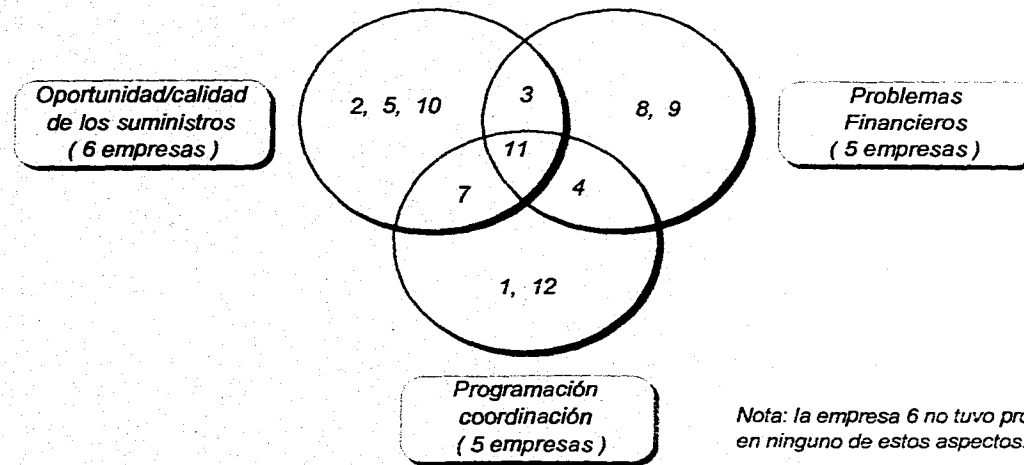 Oportunidad/calidad
de los suministros
( 6 empresas )
2, 5, 10
3
8, 9
Problemas
Financieros
( 5 empresas )
11
7
4
1, 12
Programación
coordinación
( 5 empresas )
Nota: la empresa 6 no tuvo
en ninguno de estos aspectos.